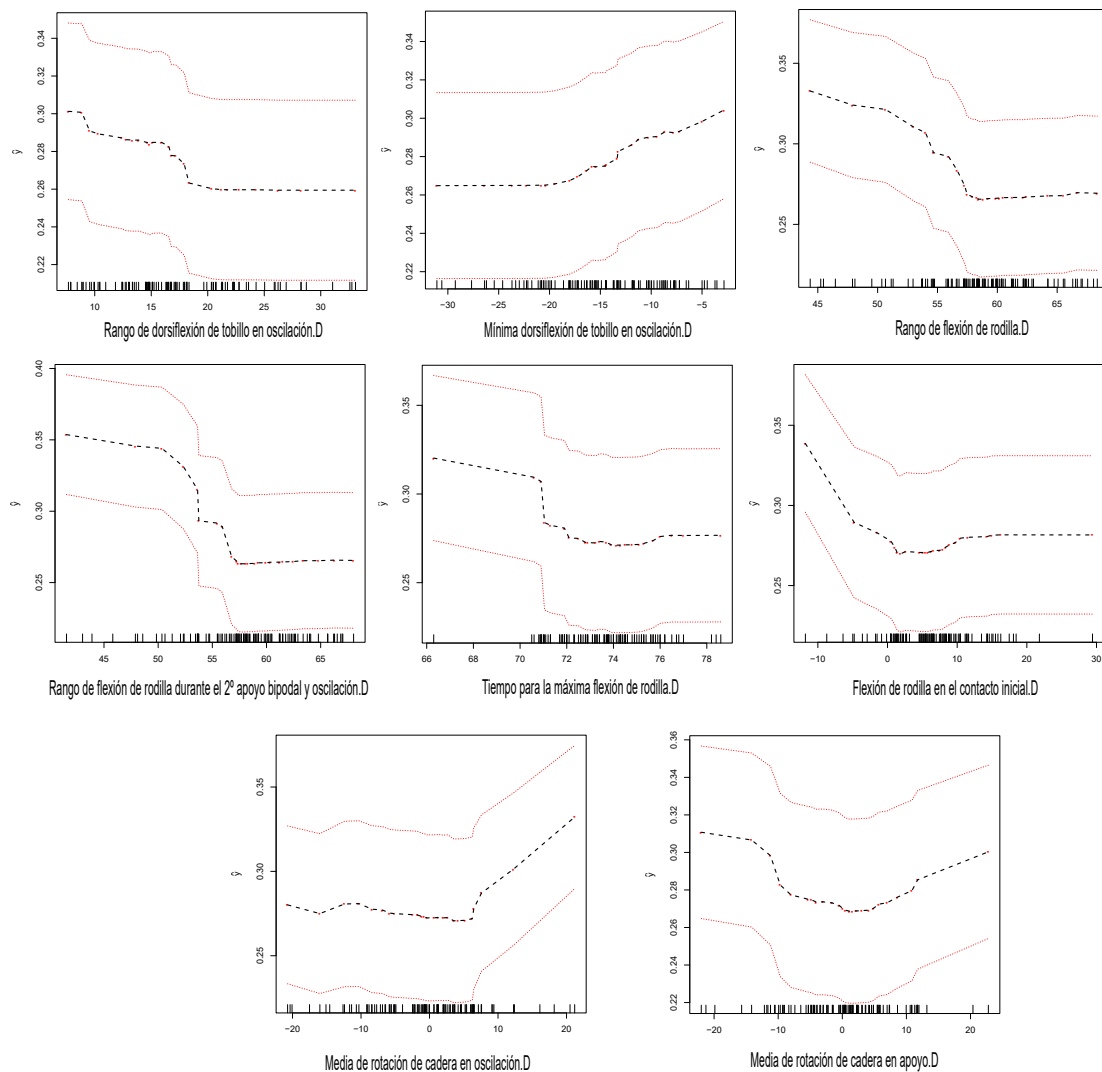 0.34
0.32
0.30
0.28
0.26
0.24
0.22
ŷ
10 15 20 25 30
Rango de dorsiflexión de tobillo en oscilación.D
0.34
0.32
0.30
0.28
0.26
0.24
0.22
ŷ
−30 −25 −20 −15 −10 −5
Mínima dorsiflexión de tobillo en oscilación.D
0.35
0.30
0.25
ŷ
45 50 55 60 65
Rango de flexión de rodilla.D
0.40
0.35
0.30
0.25
ŷ
45 50 55 60 65
Rango de flexión de rodilla durante el 2º apoyo bipodal y oscilación.D
0.35
0.30
0.25
ŷ
66 68 70 72 74 76 78
Tiempo para la máxima flexión de rodilla.D
0.35
0.30
0.25
ŷ
−10 0 10 20 30
Flexión de rodilla en el contacto inicial.D
0.35
0.30
0.25
ŷ
−20 −10 0 10 20
Media de rotación de cadera en oscilación.D
0.36
0.34
0.32
0.30
0.28
0.26
0.24
0.22
ŷ
−20 −10 0 10 20
Media de rotación de cadera en apoyo.D